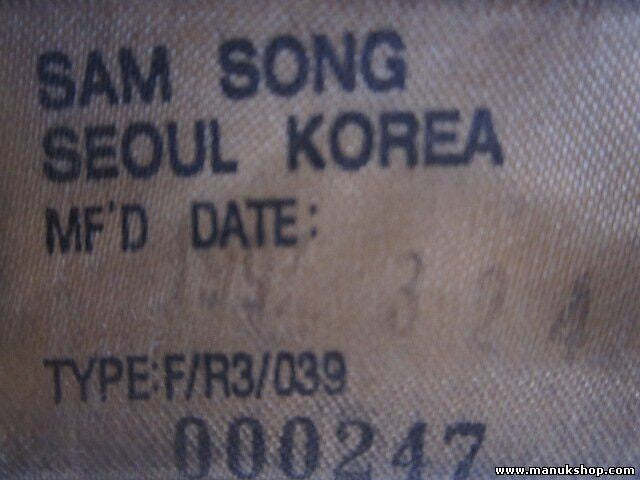 SAM SONG
SEOUL KOREA
MF'D DATE:
TYPE:F/R3/039
000247
www.manukshop.com